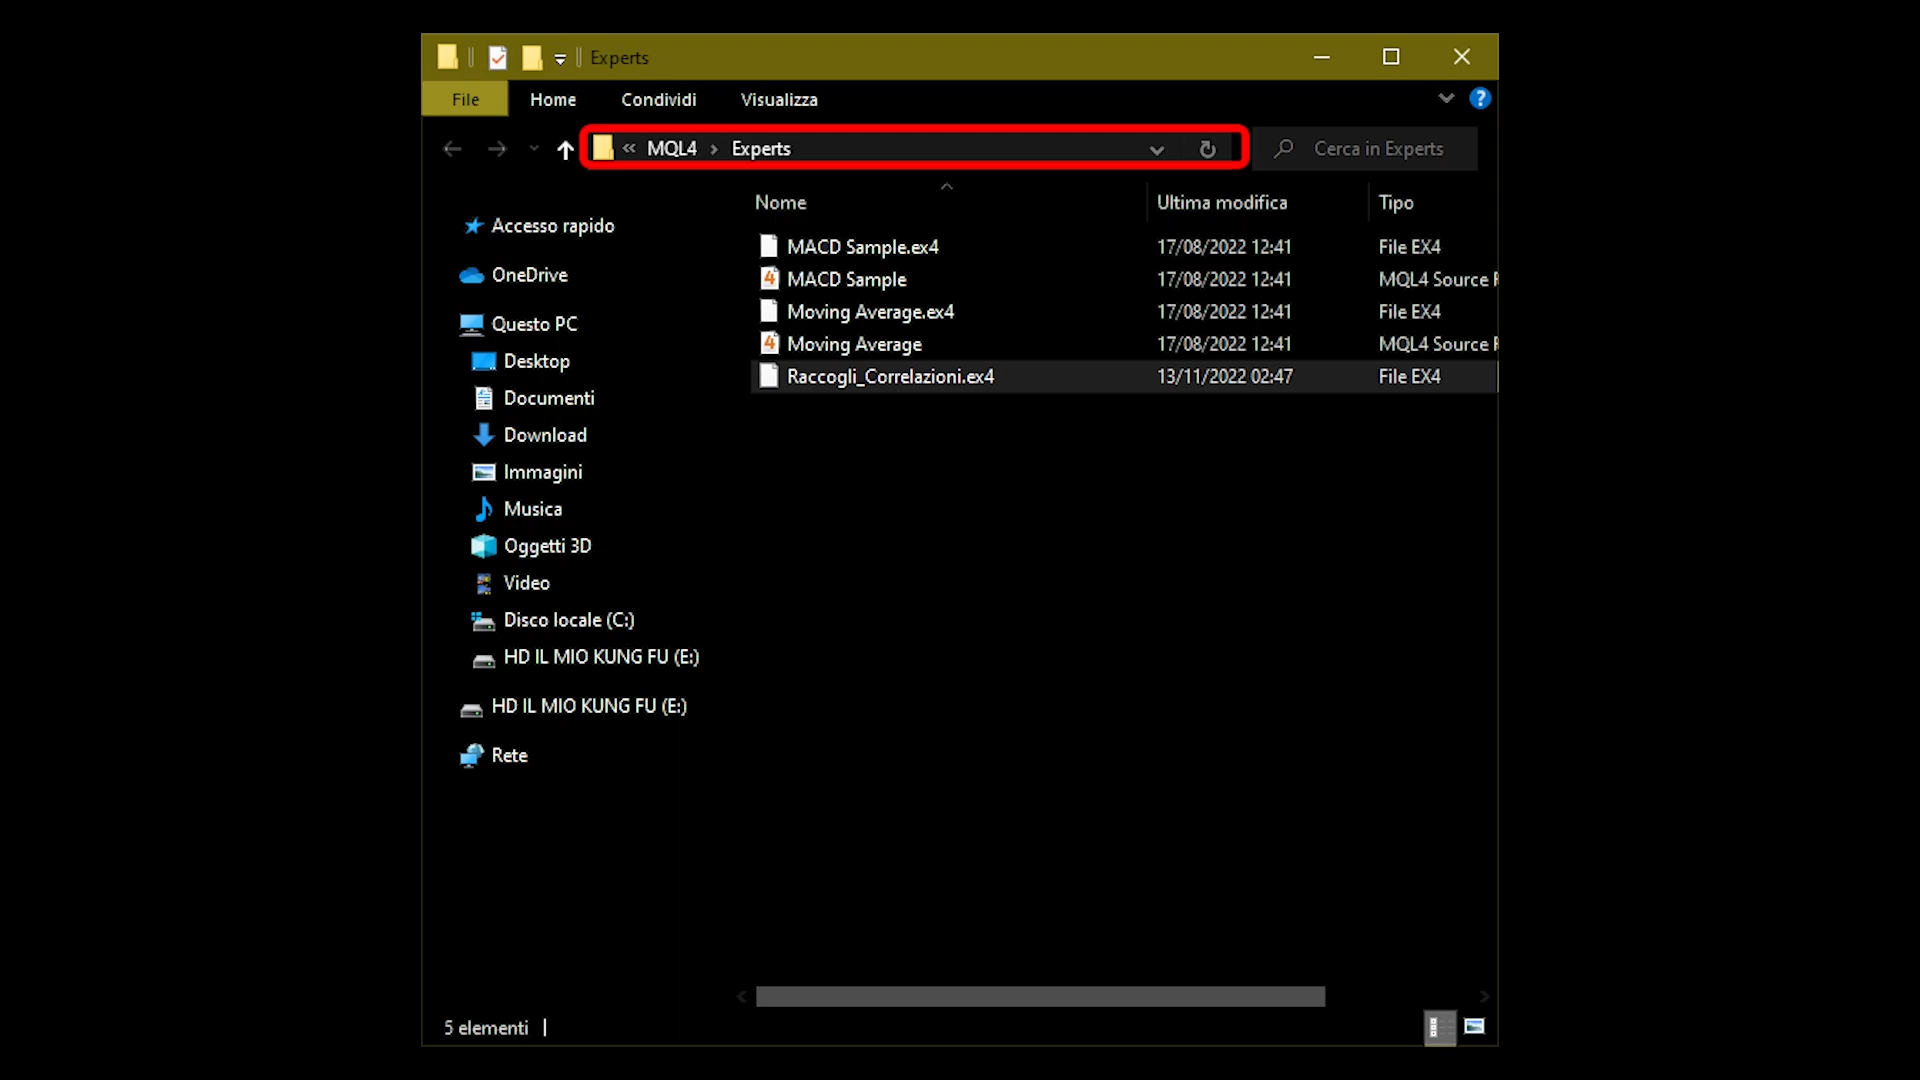 Experts
File Home Condividi Visualizza
« MQL4 > Experts Cerca in Experts
Nome Ultima modifica Tipo
Accesso rapido
OneDrive
Questo PC
Desktop
Documenti
Download
Immagini
Musica
Oggetti 3D
Video
Disco locale (C:)
HD IL MIO KUNG FU (E:)
HD IL MIO KUNG FU (E:)
Rete
MACD Sample.ex4 17/08/2022 12:41 File EX4
MACD Sample 17/08/2022 12:41 MQL4 Source
Moving Average.ex4 17/08/2022 12:41 File EX4
Moving Average 17/08/2022 12:41 MQL4 Source
Raccogli_Correlazioni.ex4 13/11/2022 02:47 File EX4
5 elementi